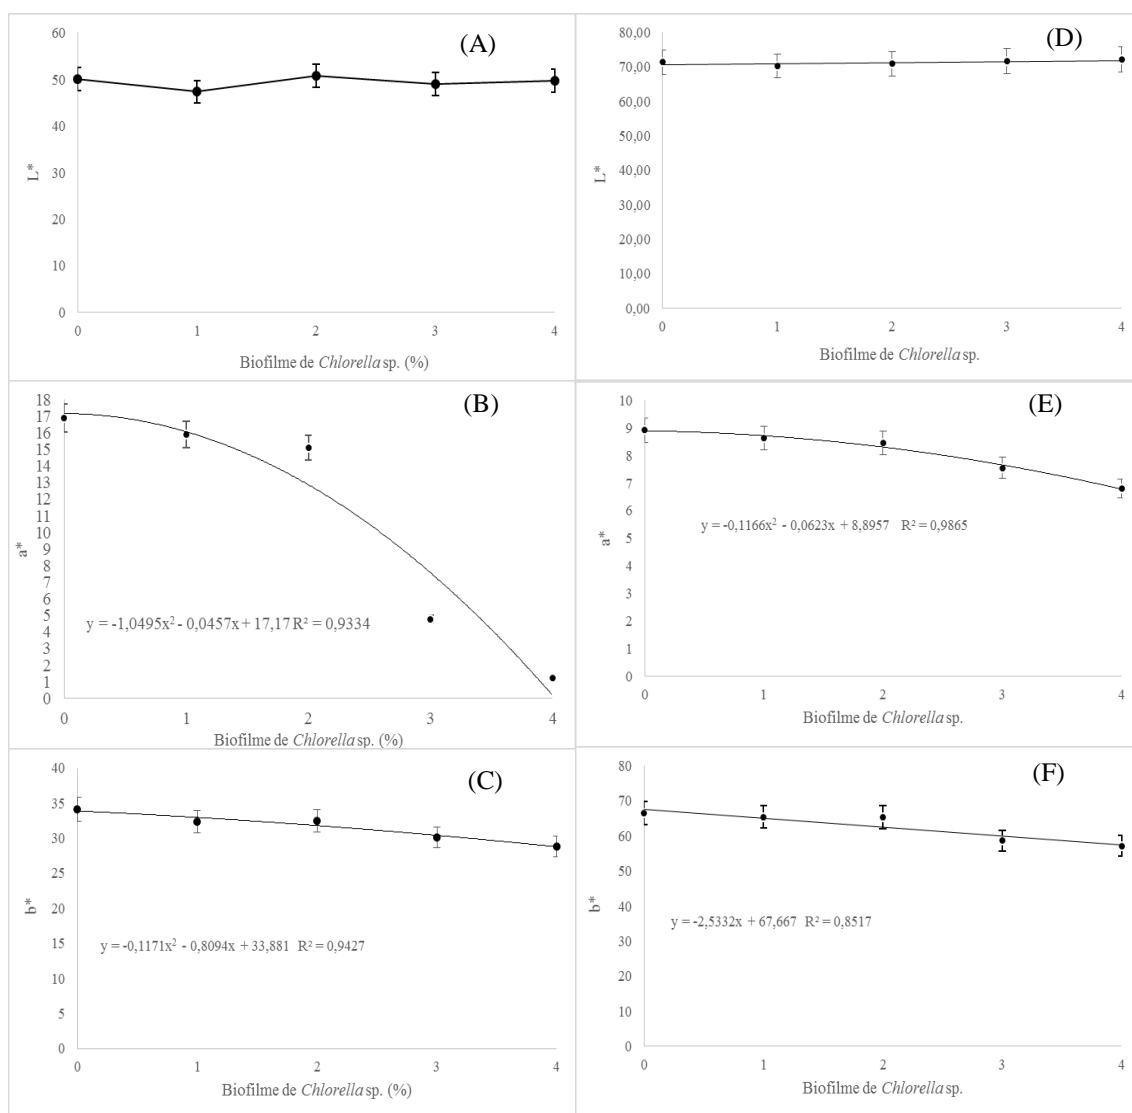 (A)
60
50
40
30
20
10
0
L*
0 1 2 3 4
Biofilme de Chlorella sp. (%)
(D)
80,00
70,00
60,00
50,00
40,00
30,00
20,00
10,00
0,00
L*
0 1 2 3 4
Biofilme de Chlorella sp.
(B)
18
17
16
15
14
13
12
11
10
9
8
7
6
5
4
3
2
1
0
a*
y = -1,0495x² - 0,0457x + 17,17 R² = 0,9334
0 1 2 3 4
Biofilme de Chlorella sp. (%)
(E)
10
9
8
7
6
5
4
3
2
1
0
a*
y = -0,1166x² - 0,0623x + 8,8957 R² = 0,9865
0 1 2 3 4
Biofilme de Chlorella sp.
(C)
40
35
30
25
20
15
10
5
0
b*
y = -0,1171x² - 0,8094x + 33,881 R² = 0,9427
0 1 2 3 4
Biofilme de Chlorella sp. (%)
(F)
80
70
60
50
40
30
20
10
0
b*
y = -2,5332x + 67,667 R² = 0,8517
0 1 2 3 4
Biofilme de Chlorella sp.